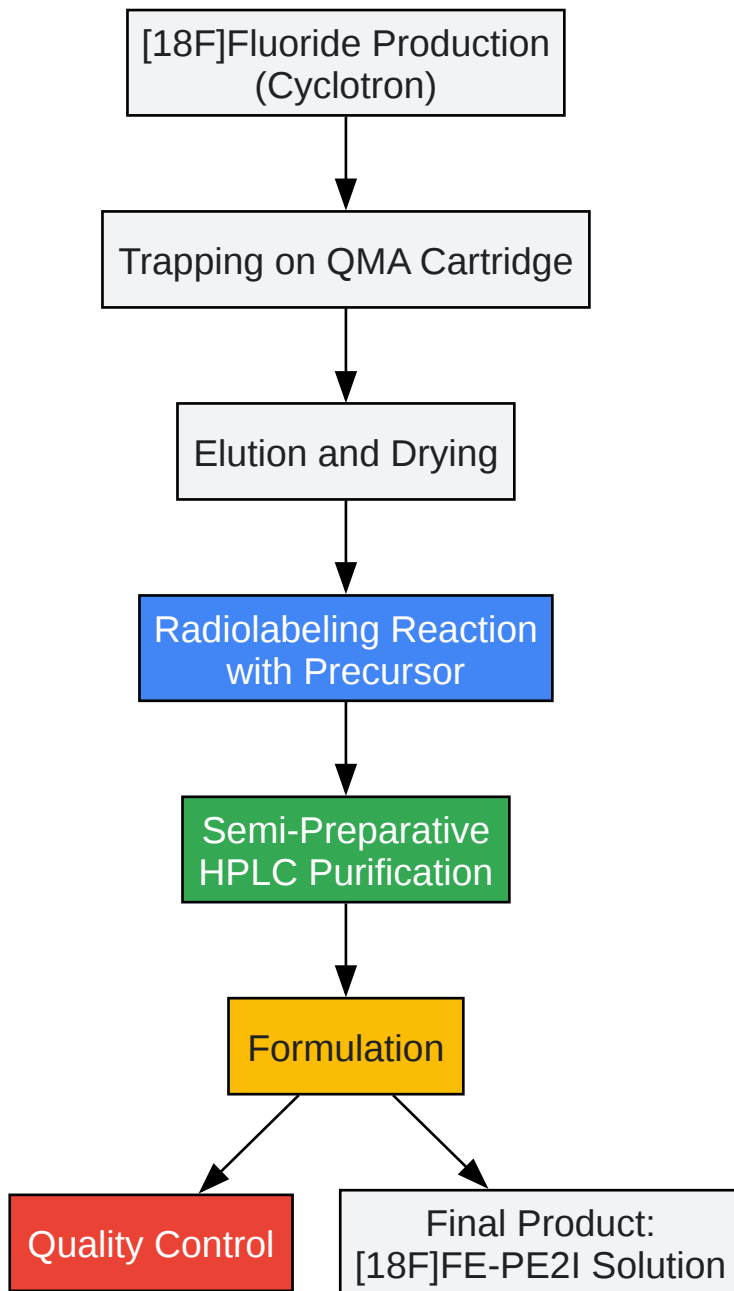 [18F]Fluoride Production
(Cyclotron)
Trapping on QMA Cartridge
Elution and Drying
Radiolabeling Reaction
with Precursor
Semi-Preparative
HPLC Purification
Formulation
Quality Control
Final Product:
[18F]FE-PE2I Solution